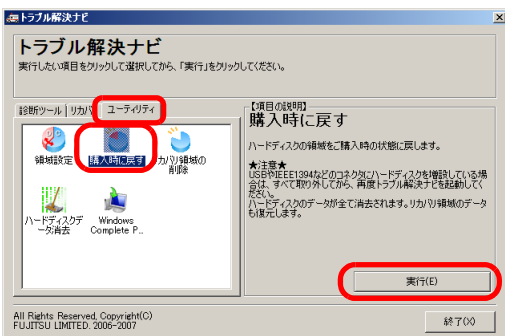 トラブル解決ナビ
トラブル解決ナビ
実行したい項目をクリックして選択してから、「実行」をクリックしてください。
診断ツール
リカバ
ユーティリティ
領域設定
購入時に戻す
カバリ領域の
削除
ハードディスクデ
ータ消去
Windows
Complete P...
【項目の説明】
購入時に戻す
ハードディスクの領域をご購入時の状態に戻します。
★注意★
USBやIEEE1394などのコネクタにハードディスクを増設している場
合は、すべて取り外してから、再度トラブル解決ナビを起動してく
ださい。
ハードディスクのデータが全て消去されます。リカバリ領域のデータ
も復元します。
実行(E)
All Rights Reserved, Copyright(C)
FUJITSU LIMITED. 2006-2007
終了(X)